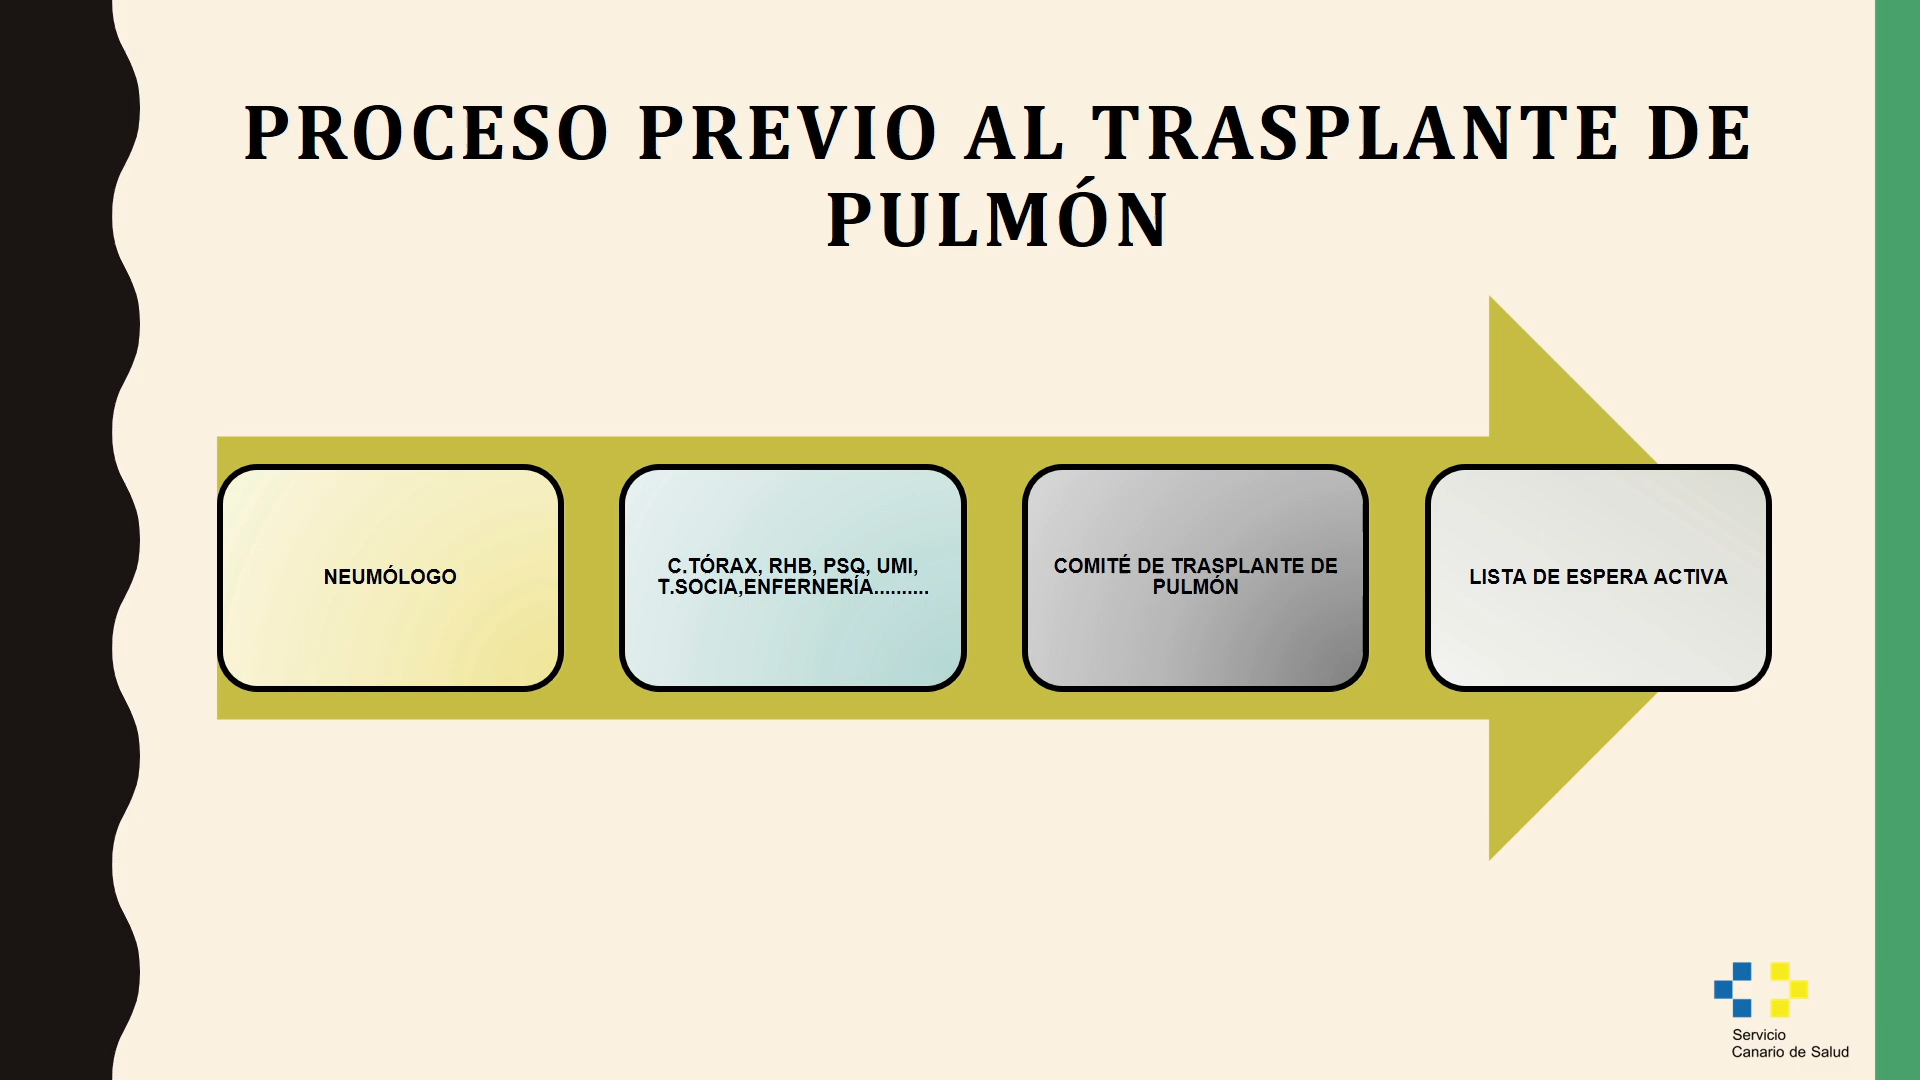 PROCESO PREVIO AL TRASPLANTE DE
PULMÓN
NEUMÓLOGO
C.TÓRAX, RHB, PSQ, UMI,
T.SOCIA,ENFERNERÍA..........
COMITÉ DE TRASPLANTE DE
PULMÓN
LISTA DE ESPERA ACTIVA
Servicio
Canario de Salud